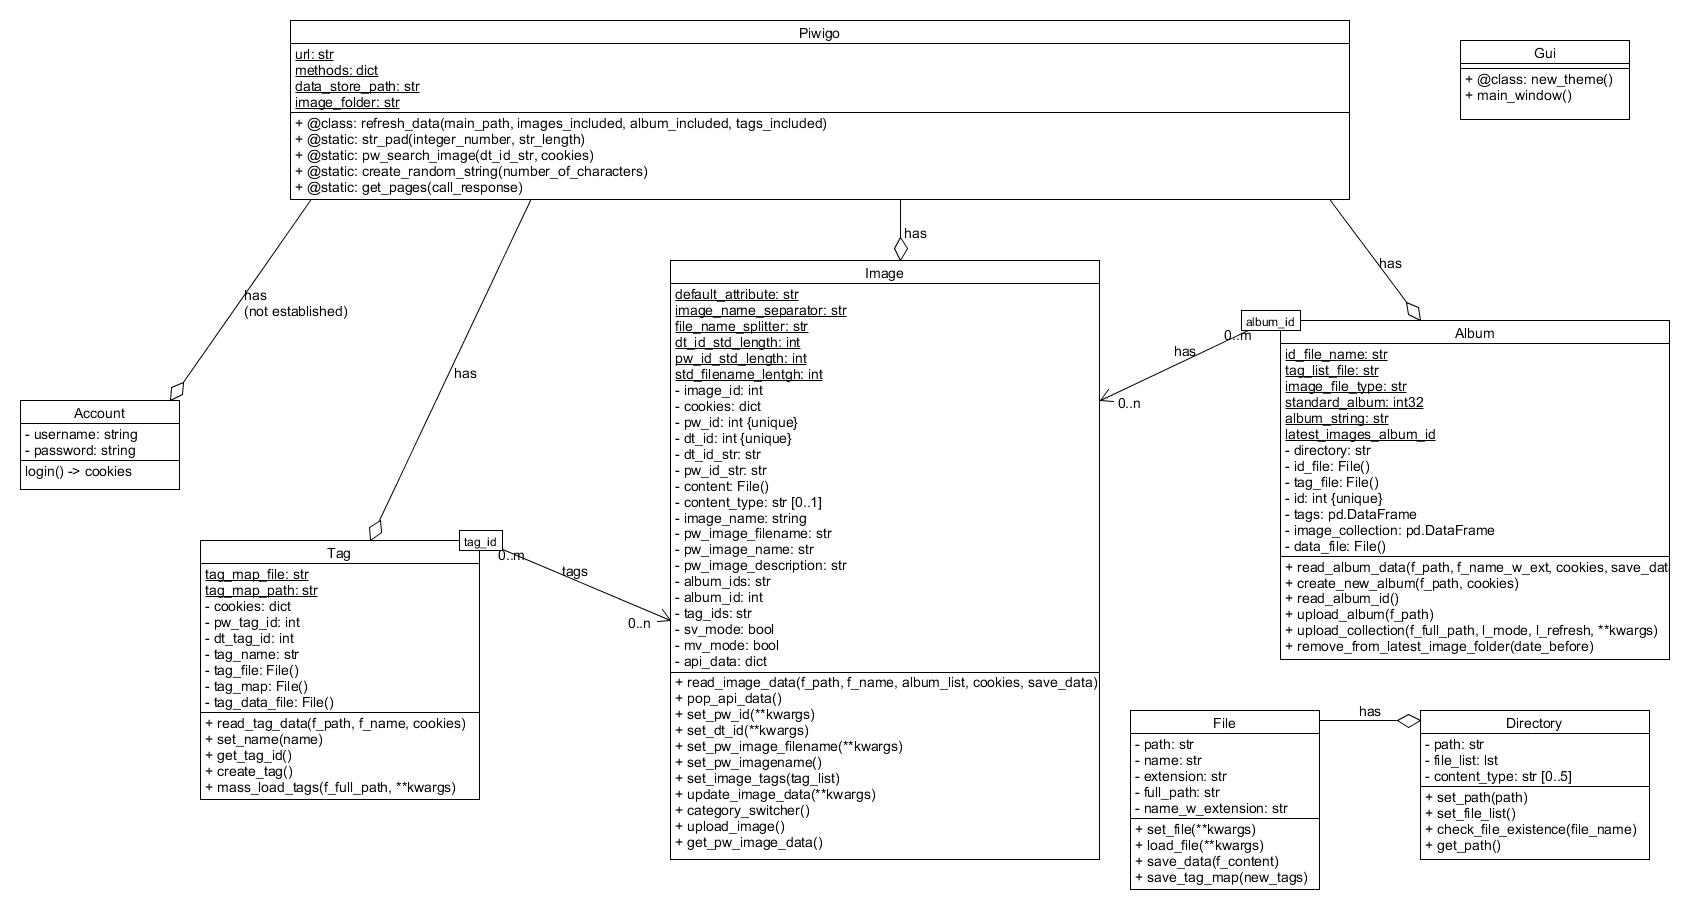 Piwigo
url: str
methods: dict
data_store_path: str
image_folder: str
+ @class: refresh_data(main_path, images_included, album_included, tags_included)
+ @static: str_pad(integer_number, str_length)
+ @static: pw_search_image(dt_id_str, cookies)
+ @static: create_random_string(number_of_characters)
+ @static: get_pages(call_response)
Gui
+ @class: new_theme()
+ main_window()
has
(not established)
has
has
has
Account
- username: string
- password: string
login() -> cookies
Tag
tag_map_file: str
tag_map_path: str
- cookies: dict
- pw_tag_id: int
- dt_tag_id: int
- tag_name: str
- tag_file: File()
- tag_map: File()
- tag_data_file: File()
+ read_tag_data(f_path, f_name, cookies)
+ set_name(name)
+ get_tag_id()
+ create_tag()
+ mass_load_tags(f_full_path, **kwargs)
tag_id
0..m
tags
0..n
Image
default_attribute: str
image_name_separator: str
file_name_splitter: str
dt_id_std_length: int
pw_id_std_length: int
std_filename_lentgh: int
- image_id: int
- cookies: dict
- pw_id: int {unique}
- dt_id: int {unique}
- dt_id_str: str
- pw_id_str: str
- content: File()
- content_type: str [0..1]
- image_name: string
- pw_image_filename: str
- pw_image_name: str
- pw_image_description: str
- album_ids: str
- album_id: int
- tag_ids: str
- sv_mode: bool
- mv_mode: bool
- api_data: dict
+ read_image_data(f_path, f_name, album_list, cookies, save_data)
+ pop_api_data()
+ set_pw_id(**kwargs)
+ set_dt_id(**kwargs)
+ set_pw_image_filename(**kwargs)
+ set_pw_imagename()
+ set_image_tags(tag_list)
+ update_image_data(**kwargs)
+ category_switcher()
+ upload_image()
+ get_pw_image_data()
album_id
0..m
has
0..n
Album
id_file_name: str
tag_list_file: str
image_file_type: str
standard_album: int32
album_string: str
latest_images_album_id
- directory: str
- id_file: File()
- tag_file: File()
- id: int {unique}
- tags: pd.DataFrame
- image_collection: pd.DataFrame
- data_file: File()
+ read_album_data(f_path, f_name_w_ext, cookies, save_dat
+ create_new_album(f_path, cookies)
+ read_album_id()
+ upload_album(f_path)
+ upload_collection(f_full_path, l_mode, l_refresh, **kwargs)
+ remove_from_latest_image_folder(date_before)
File
- path: str
- name: str
- extension: str
- full_path: str
- name_w_extension: str
+ set_file(**kwargs)
+ load_file(**kwargs)
+ save_data(f_content)
+ save_tag_map(new_tags)
has
Directory
- path: str
- file_list: lst
- content_type: str [0..5]
+ set_path(path)
+ set_file_list()
+ check_file_existence(file_name)
+ get_path()